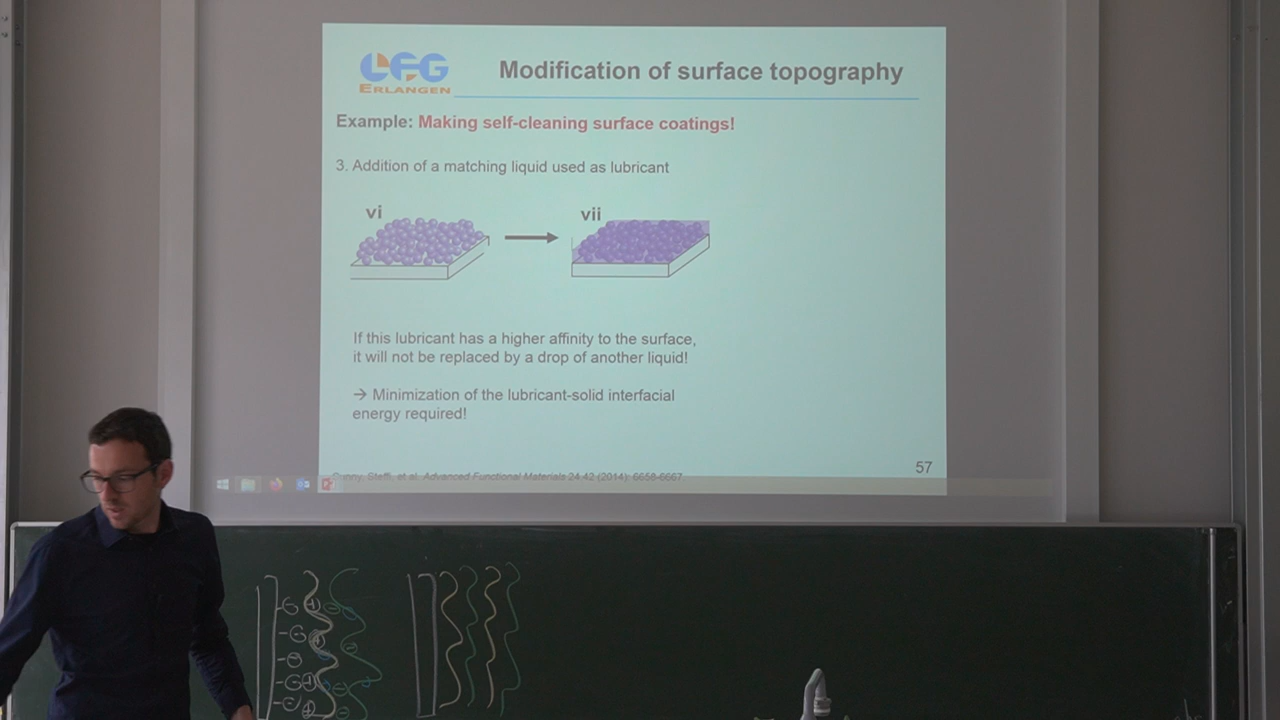 LFG
ERLANGEN
Modification of surface topography
Example: Making self-cleaning surface coatings!
3. Addition of a matching liquid used as lubricant
vi
vii
If this lubricant has a higher affinity to the surface,
it will not be replaced by a drop of another liquid!
→ Minimization of the lubricant-solid interfacial
energy required!
57
Steffi, et al. Advanced Functional Materials 24.42 (2014): 6658-6667